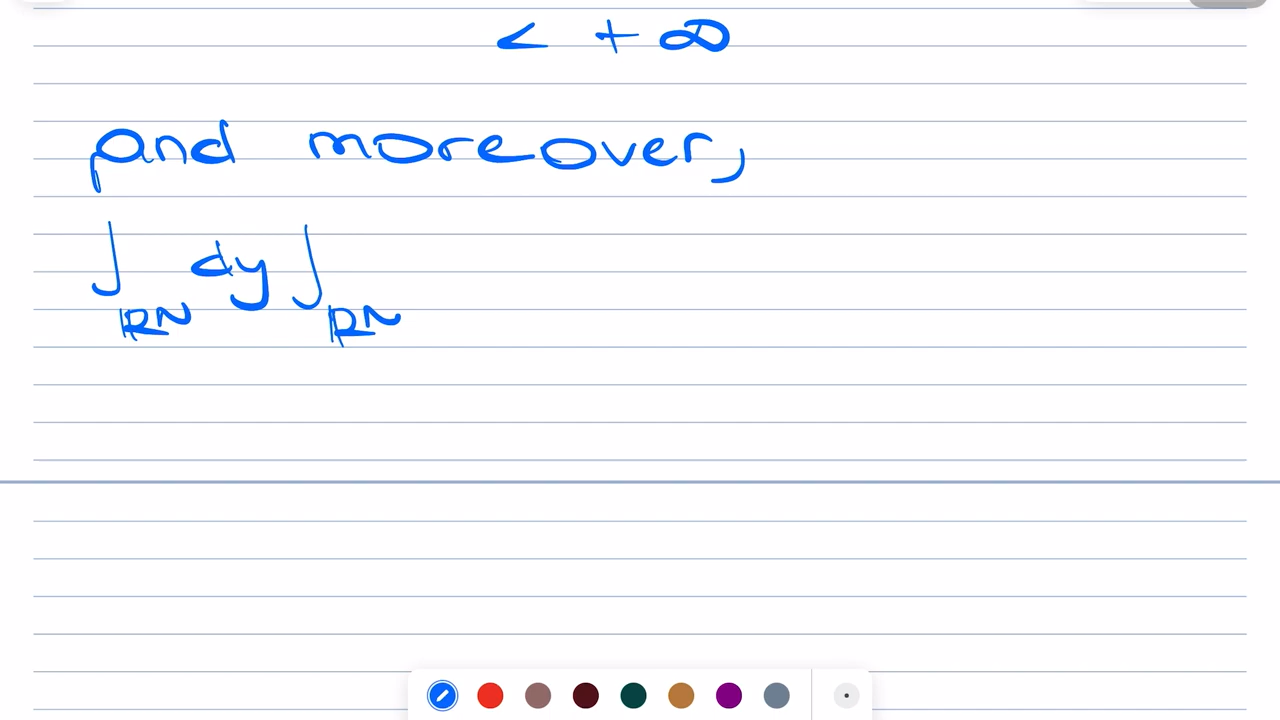 < + ∞
and moreover,
∫_{ℝN} dy ∫_{ℝN}